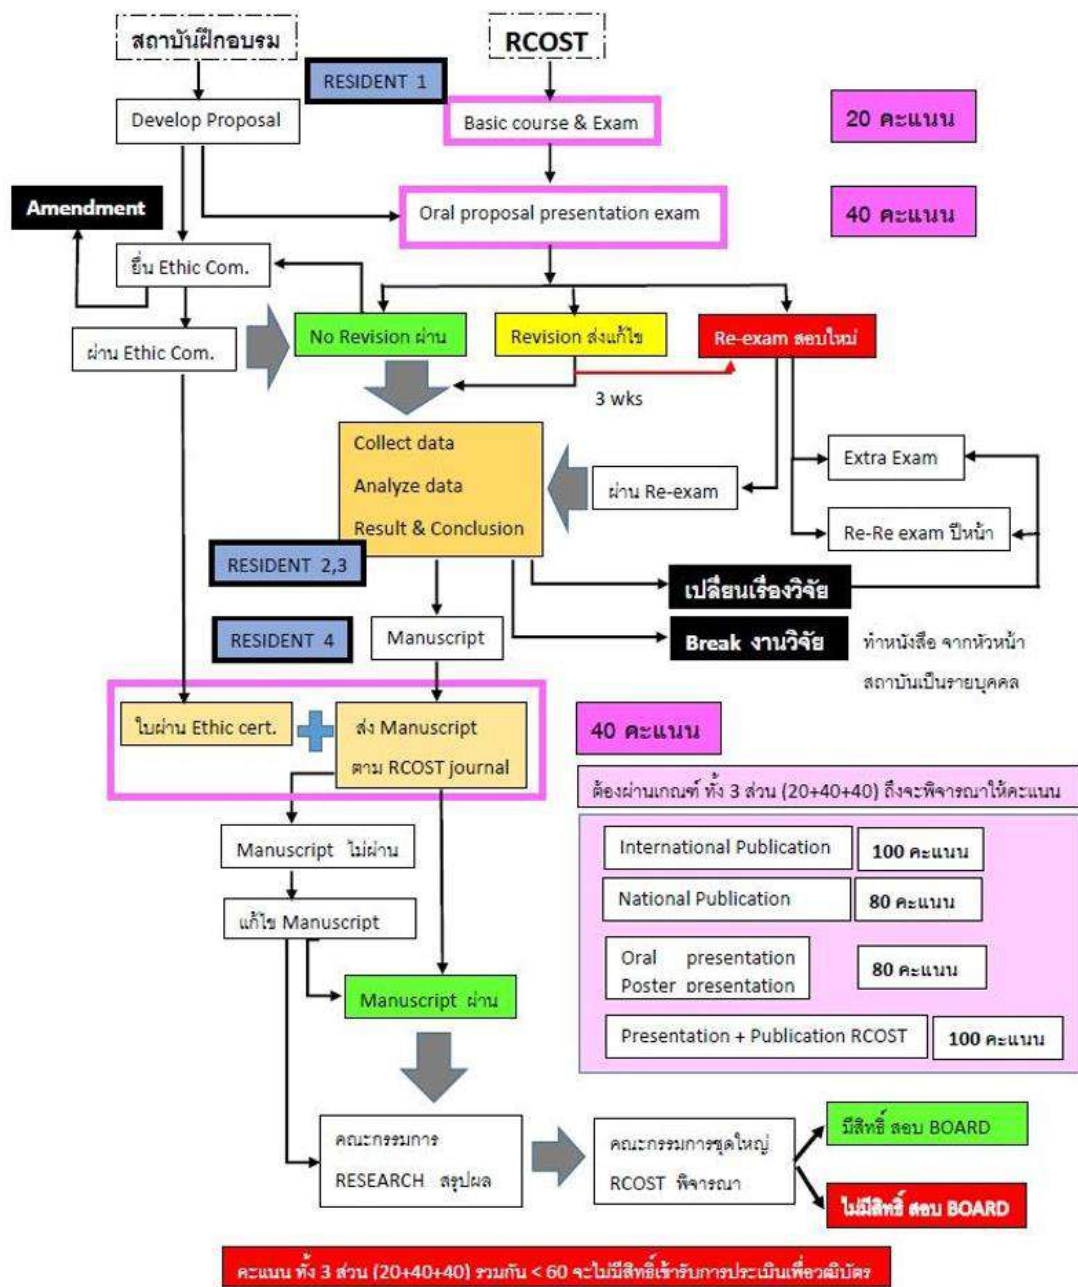 สถาบันฝึกอบรม
RCOST
RESIDENT 1
Develop Proposal
Basic course & Exam
20 คะแนน
Amendment
Oral proposal presentation exam
40 คะแนน
ยื่น Ethic Com.
ผ่าน Ethic Com.
No Revision ผ่าน
Revision ส่งแก้ไข
Re-exam สอบใหม่
3 wks
Collect data
Analyze data
Result & Conclusion
ผ่าน Re-exam
Extra Exam
Re-Re exam ปีหน้า
RESIDENT 2,3
เปลี่ยนเรื่องวิจัย
RESIDENT 4
Manuscript
Break งานวิจัย
ทำหนังสือ จากหัวหน้า
สถาบันเป็นรายบุคคล
ใบผ่าน Ethic cert.
ส่ง Manuscript
ตาม RCOST journal
40 คะแนน
ต้องผ่านเกณฑ์ ทั้ง 3 ส่วน (20+40+40) ถึงจะพิจารณาให้คะแนน
Manuscript ไม่ผ่าน
International Publication
100 คะแนน
แก้ไข Manuscript
National Publication
80 คะแนน
Oral presentation
Poster presentation
80 คะแนน
Manuscript ผ่าน
Presentation + Publication RCOST
100 คะแนน
คณะกรรมการ
RESEARCH สรุปผล
คณะกรรมการชุดใหญ่
RCOST พิจารณา
มีสิทธิ์ สอบ BOARD
ไม่มีสิทธิ์ สอบ BOARD
คะแนน ทั้ง 3 ส่วน (20+40+40) รวมกัน < 60 จะไม่มีสิทธิ์เข้ารับการประเมินเพื่อวุฒิบัตร